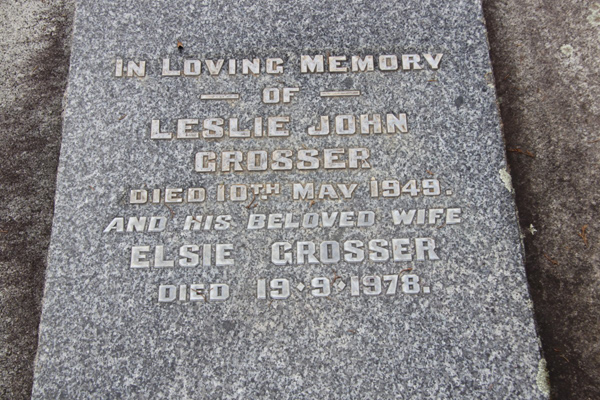 IN LOVING MEMORY
— OF —
LESLIE JOHN
GROSSER
DIED 10TH MAY 1949.
AND HIS BELOVED WIFE
ELSIE GROSSER
DIED 19·9·1978.